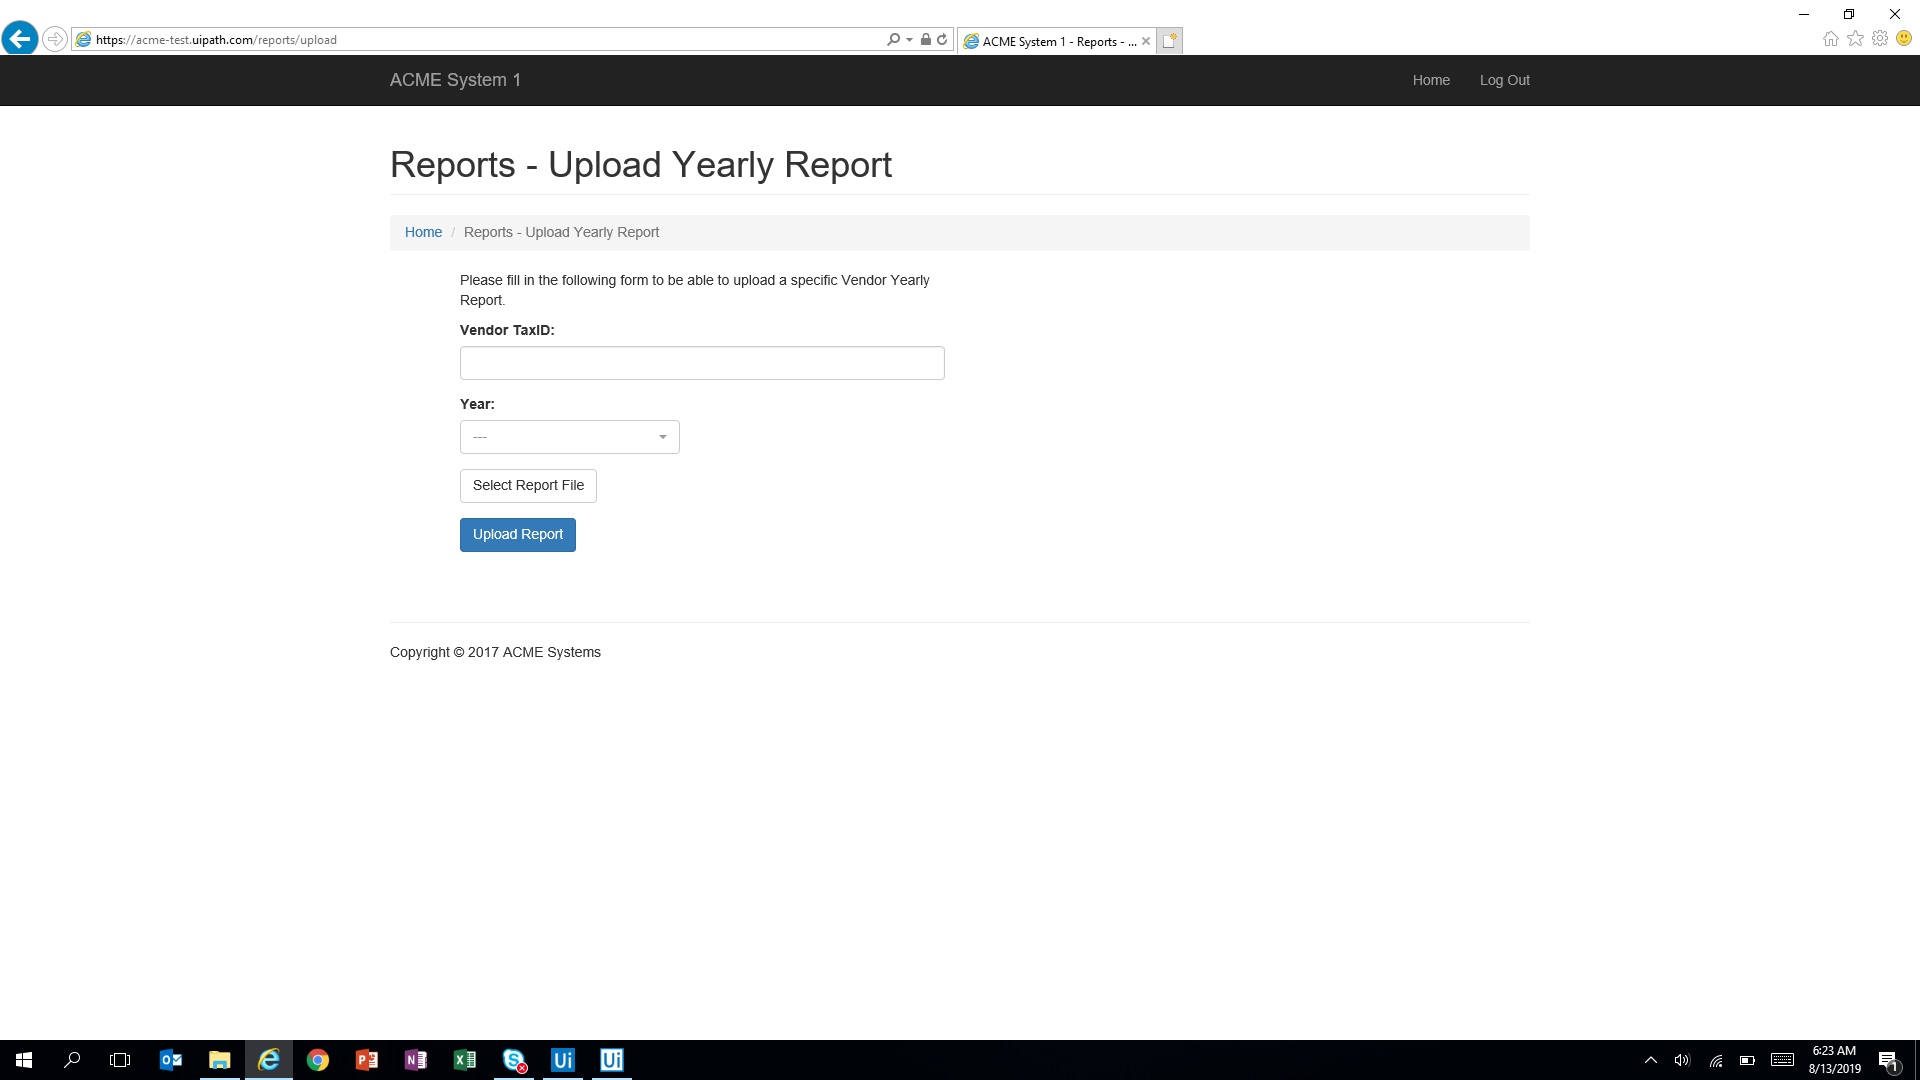 https://acme-test.uipath.com/reports/upload
ACME System 1 - Reports - ...
ACME System 1
Home
Log Out
Reports - Upload Yearly Report
Home / Reports - Upload Yearly Report
Please fill in the following form to be able to upload a specific Vendor Yearly
Report.
Vendor TaxID:
Year:
---
Select Report File
Upload Report
Copyright © 2017 ACME Systems
6:23 AM
8/13/2019
1